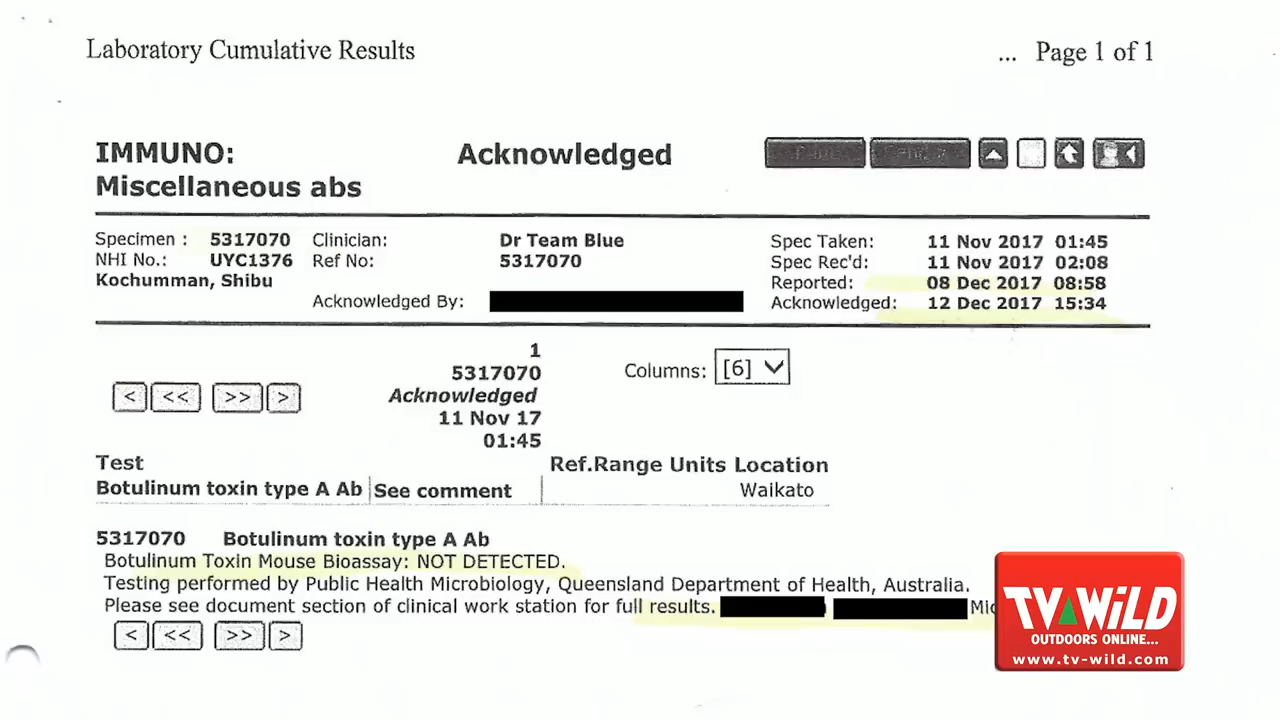 Laboratory Cumulative Results ... Page 1 of 1
IMMUNO: Acknowledged
Miscellaneous abs
Specimen : 5317070 Clinician: Dr Team Blue Spec Taken: 11 Nov 2017 01:45
NHI No.: UYC1376 Ref No: 5317070 Spec Rec'd: 11 Nov 2017 02:08
Kochumman, Shibu Reported: 08 Dec 2017 08:58
Acknowledged By: Acknowledged: 12 Dec 2017 15:34
1
5317070 Columns: [6]
Acknowledged
< << >> >
11 Nov 17
01:45
Test Ref.Range Units Location
Botulinum toxin type A Ab See comment Waikato
5317070 Botulinum toxin type A Ab
Botulinum Toxin Mouse Bioassay: NOT DETECTED.
Testing performed by Public Health Microbiology, Queensland Department of Health, Australia.
Please see document section of clinical work station for full results. Mic
< << >> >
TV WiLD
OUTDOORS ONLINE...
www.tv-wild.com